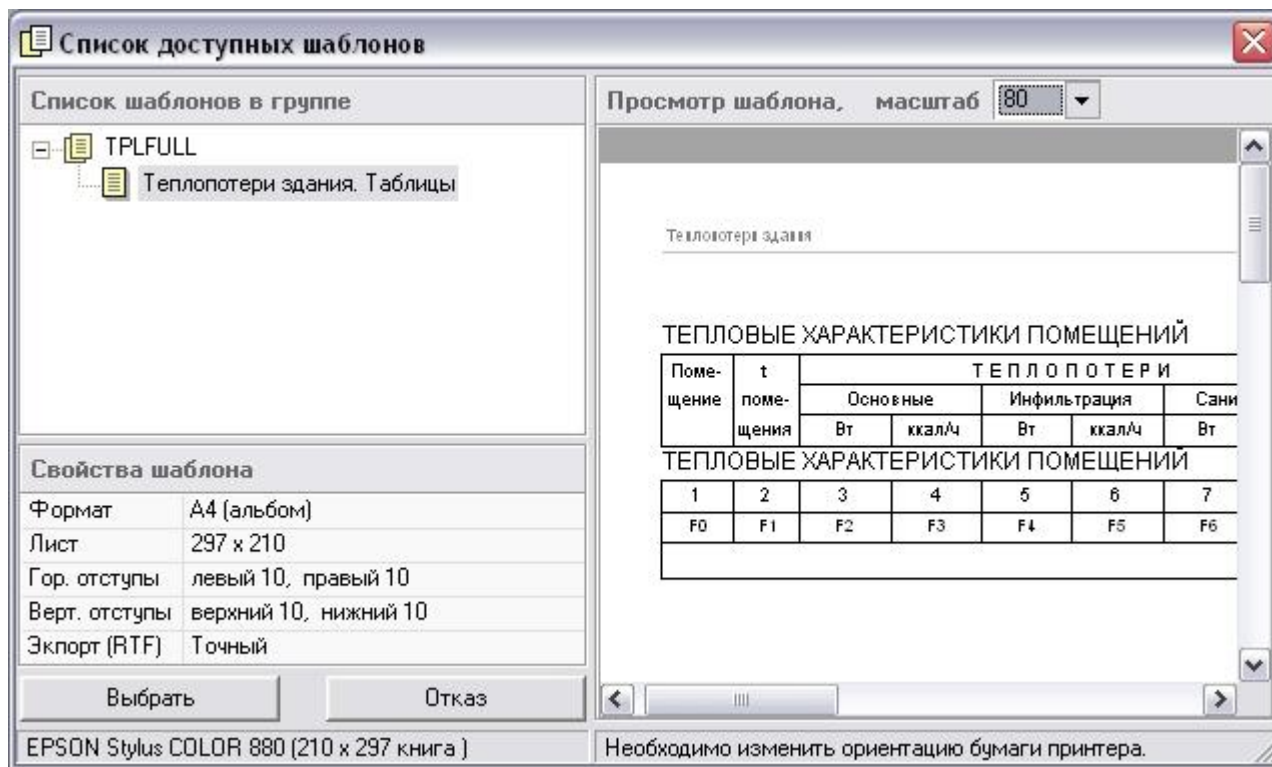 Список доступных шаблонов
Список шаблонов в группе
TPLFULL
Теплопотери здания. Таблицы
Свойства шаблона
Формат А4 (альбом)
Лист 297 x 210
Гор. отступы левый 10, правый 10
Верт. отступы верхний 10, нижний 10
Экпорт (RTF) Точный
Выбрать Отказ
EPSON Stylus COLOR 880 (210 x 297 книга )
Просмотр шаблона, масштаб 80
Теплопотери здания
ТЕПЛОВЫЕ ХАРАКТЕРИСТИКИ ПОМЕЩЕНИЙ
Поме- t ТЕПЛОПОТЕРИ
щение поме- Основные Инфильтрация Сани
щения Вт ккал/ч Вт ккал/ч Вт
ТЕПЛОВЫЕ ХАРАКТЕРИСТИКИ ПОМЕЩЕНИЙ
1 2 3 4 5 6 7
F0 F1 F2 F3 F4 F5 F6
Необходимо изменить ориентацию бумаги принтера.